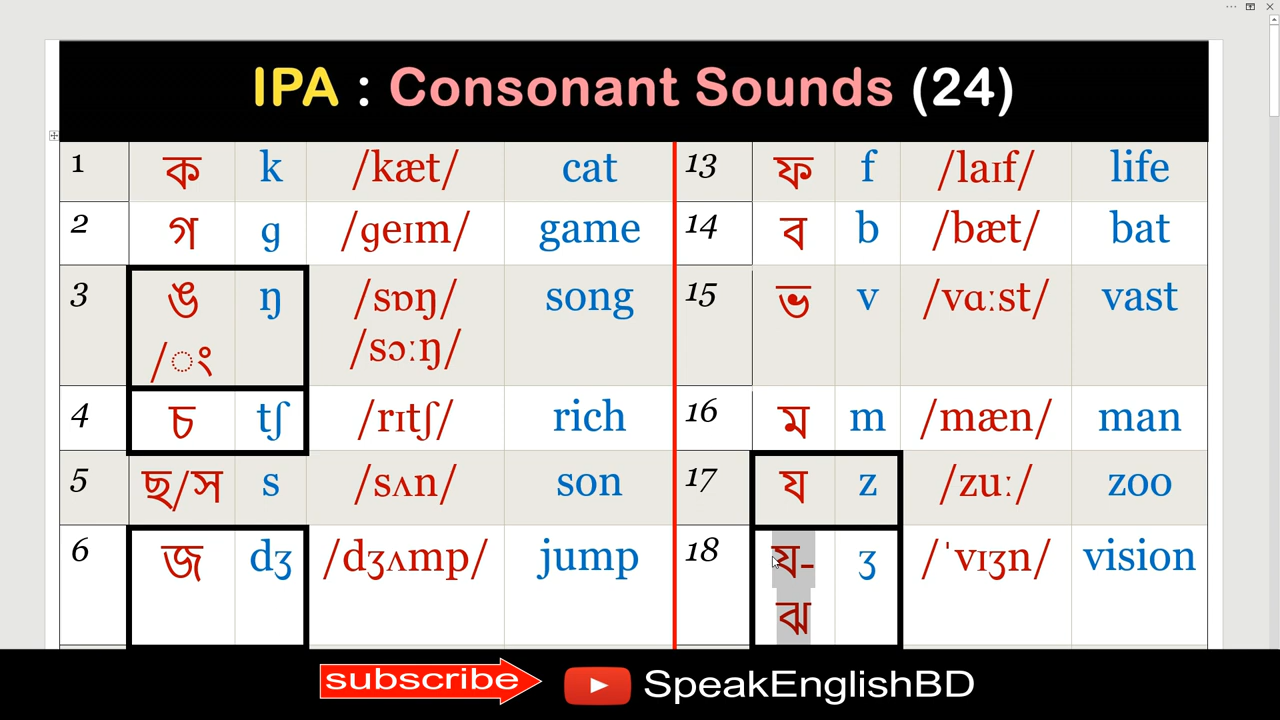 IPA : Consonant Sounds (24)
1 ক k /kæt/ cat 13 ফ f /laɪf/ life
2 গ ɡ /ɡeɪm/ game 14 ব b /bæt/ bat
3 ঙ ŋ /sɒŋ/ song 15 ভ v /vɑːst/ vast
/ং /sɔːŋ/
4 চ tʃ /rɪtʃ/ rich 16 ম m /mæn/ man
5 ছ/স s /sʌn/ son 17 য z /zuː/ zoo
6 জ dʒ /dʒʌmp/ jump 18 য- ʒ /ˈvɪʒn/ vision
ঝ
subscribe SpeakEnglishBD